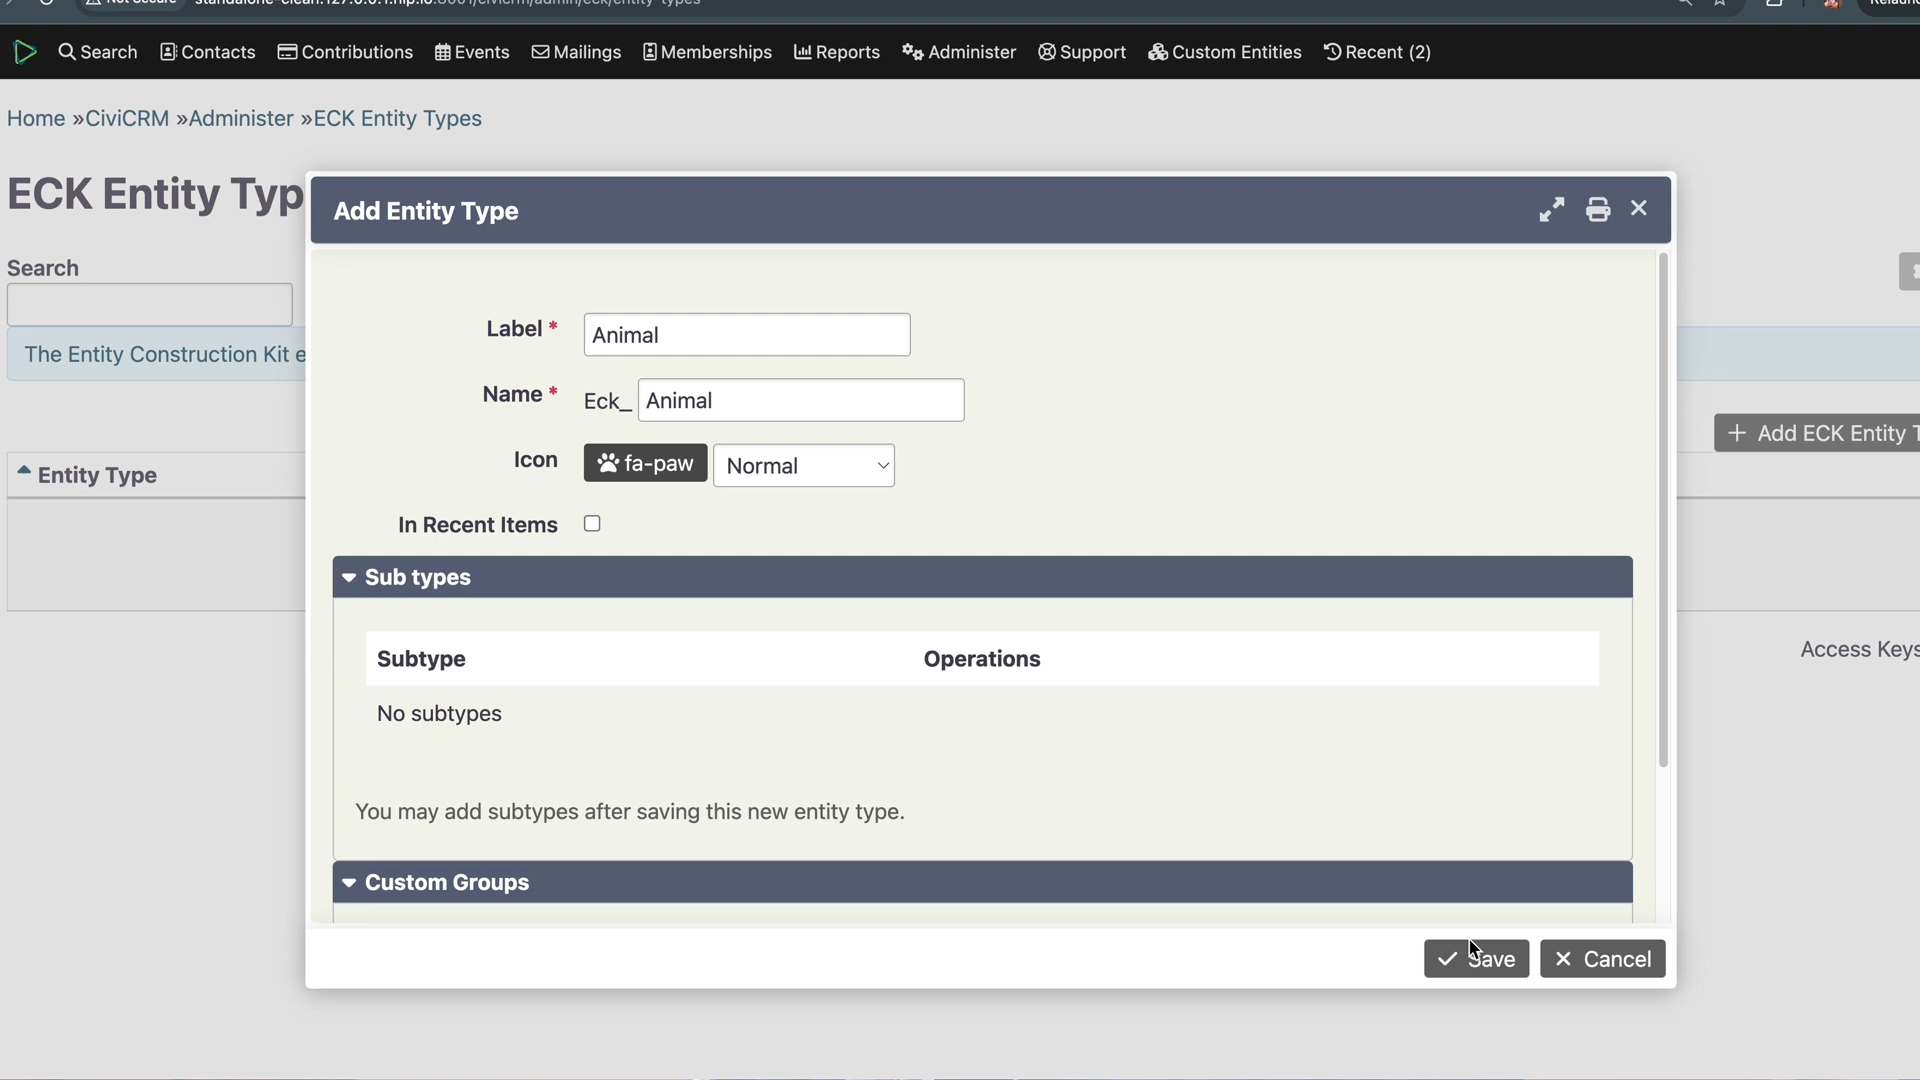 Search Contacts Contributions Events Mailings Memberships Reports Administer Support Custom Entities Recent (2)
Home »CiviCRM »Administer »ECK Entity Types
ECK Entity Typ
Add Entity Type
Search
Label *
Animal
The Entity Construction Kit e
Name *
Eck_
Animal
+ Add ECK Entity T
Icon
fa-paw
Normal
Entity Type
In Recent Items
Sub types
Subtype
Operations
Access Keys
No subtypes
You may add subtypes after saving this new entity type.
Custom Groups
Save
Cancel